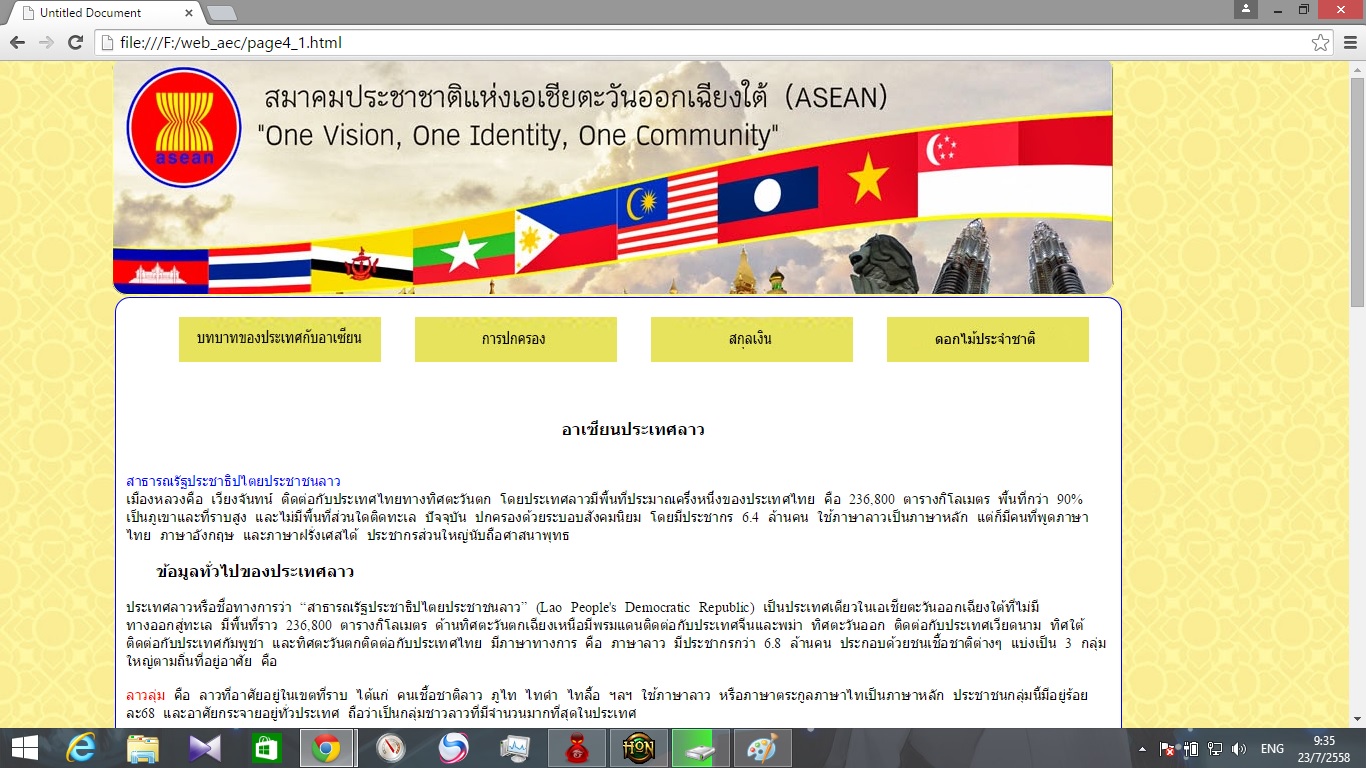 Untitled Document
file:///F:/web_aec/page4_1.html
asean
สมาคมประชาชาติแห่งเอเชียตะวันออกเฉียงใต้ (ASEAN)
"One Vision, One Identity, One Community"
บทบาทของประเทศกับอาเซียน
การปกครอง
สกุลเงิน
ดอกไม้ประจำชาติ
อาเซียนประเทศลาว
สาธารณรัฐประชาธิปไตยประชาชนลาว
เมืองหลวงคือ เวียงจันทน์ ติดต่อกับประเทศไทยทางทิศตะวันตก โดยประเทศลาวมีพื้นที่ประมาณครึ่งหนึ่งของประเทศไทย คือ 236,800 ตารางกิโลเมตร พื้นที่กว่า 90%
เป็นภูเขาและที่ราบสูง และไม่มีพื้นที่ส่วนใดติดทะเล ปัจจุบัน ปกครองด้วยระบอบสังคมนิยม โดยมีประชากร 6.4 ล้านคน ใช้ภาษาลาวเป็นภาษาหลัก แต่ก็มีคนที่พูดภาษา
ไทย ภาษาอังกฤษ และภาษาฝรั่งเศสได้ ประชากรส่วนใหญ่นับถือศาสนาพุทธ
ข้อมูลทั่วไปของประเทศลาว
ประเทศลาวหรือชื่อทางการว่า “สาธารณรัฐประชาธิปไตยประชาชนลาว” (Lao People's Democratic Republic) เป็นประเทศเดียวในเอเชียตะวันออกเฉียงใต้ที่ไม่มี
ทางออกสู่ทะเล มีพื้นที่ราว 236,800 ตารางกิโลเมตร ด้านทิศตะวันตกเฉียงเหนือมีพรมแดนติดต่อกับประเทศจีนและพม่า ทิศตะวันออก ติดต่อกับประเทศเวียดนาม ทิศใต้
ติดต่อกับประเทศกัมพูชา และทิศตะวันตกติดต่อกับประเทศไทย มีภาษาทางการ คือ ภาษาลาว มีประชากรกว่า 6.8 ล้านคน ประกอบด้วยชนเชื้อชาติต่างๆ แบ่งเป็น 3 กลุ่ม
ใหญ่ตามถิ่นที่อยู่อาศัย คือ
ลาวลุ่ม คือ ลาวที่อาศัยอยู่ในเขตที่ราบ ได้แก่ คนเชื้อชาติลาว ภูไท ไทดำ ไทลื้อ ฯลฯ ใช้ภาษาลาว หรือภาษาตระกูลภาษาไทเป็นภาษาหลัก ประชาชนกลุ่มนี้มีอยู่ร้อย
ละ68 และอาศัยกระจายอยู่ทั่วประเทศ ถือว่าเป็นกลุ่มชาวลาวที่มีจำนวนมากที่สุดในประเทศ
HON
ENG
9:35
23/7/2558